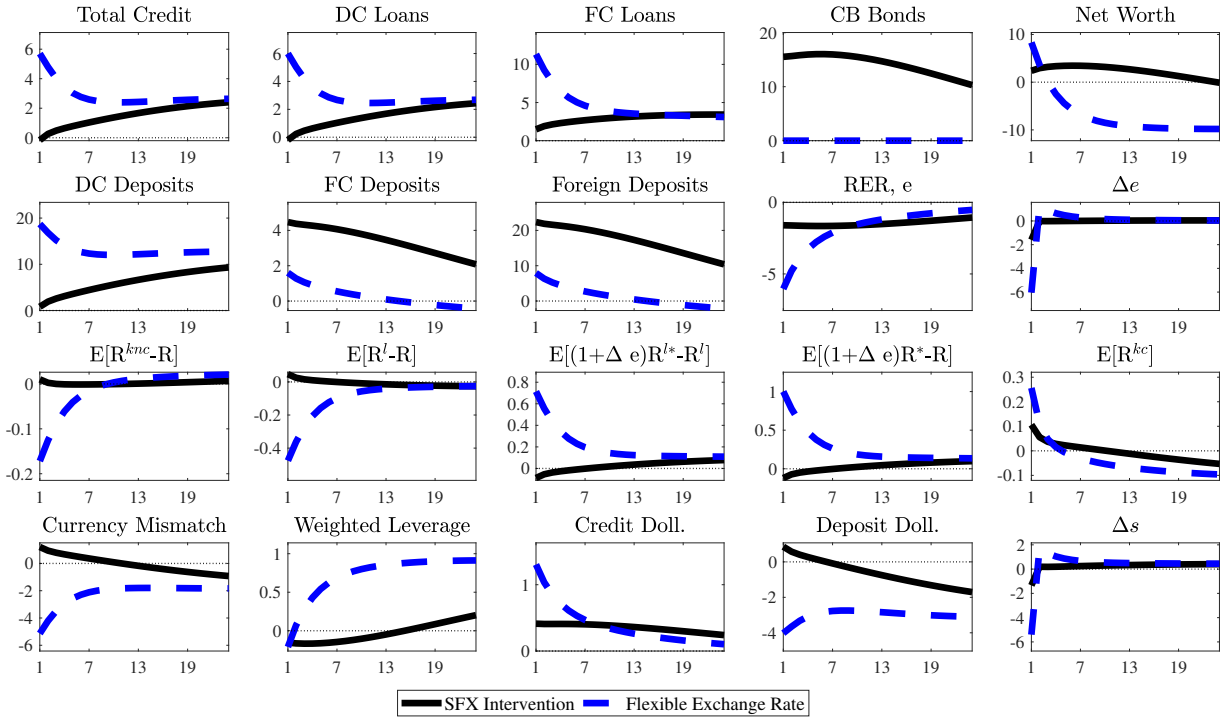 Total Credit DC Loans FC Loans CB Bonds Net Worth
6 6 10 20 10
4 4 10 0
2 2 5
0 0 0 0 -10
1 7 13 19 1 7 13 19 1 7 13 19 1 7 13 19 1 7 13 19
DC Deposits FC Deposits Foreign Deposits RER, e Δe
20 4 20 0 0
10 2 10 -5 -2
0 0 0 -4
-6
1 7 13 19 1 7 13 19 1 7 13 19 1 7 13 19 1 7 13 19
E[R^{knc}-R] E[R^{l}-R] E[(1+Δ e)R^{l*}-R^{l}] E[(1+Δ e)R^{*}-R] E[R^{kc}]
0 0 0.8 1 0.3
-0.1 -0.2 0.6 0.5 0.2
-0.2 -0.4 0.4 0 0.1
0.2 0
0 -0.1
1 7 13 19 1 7 13 19 1 7 13 19 1 7 13 19 1 7 13 19
Currency Mismatch Weighted Leverage Credit Doll. Deposit Doll. Δs
0 1 1 0 2
-2 0.5 0 -2 0
-4 0 -4 -2
-6 -4
-6
1 7 13 19 1 7 13 19 1 7 13 19 1 7 13 19 1 7 13 19
SFX Intervention Flexible Exchange Rate